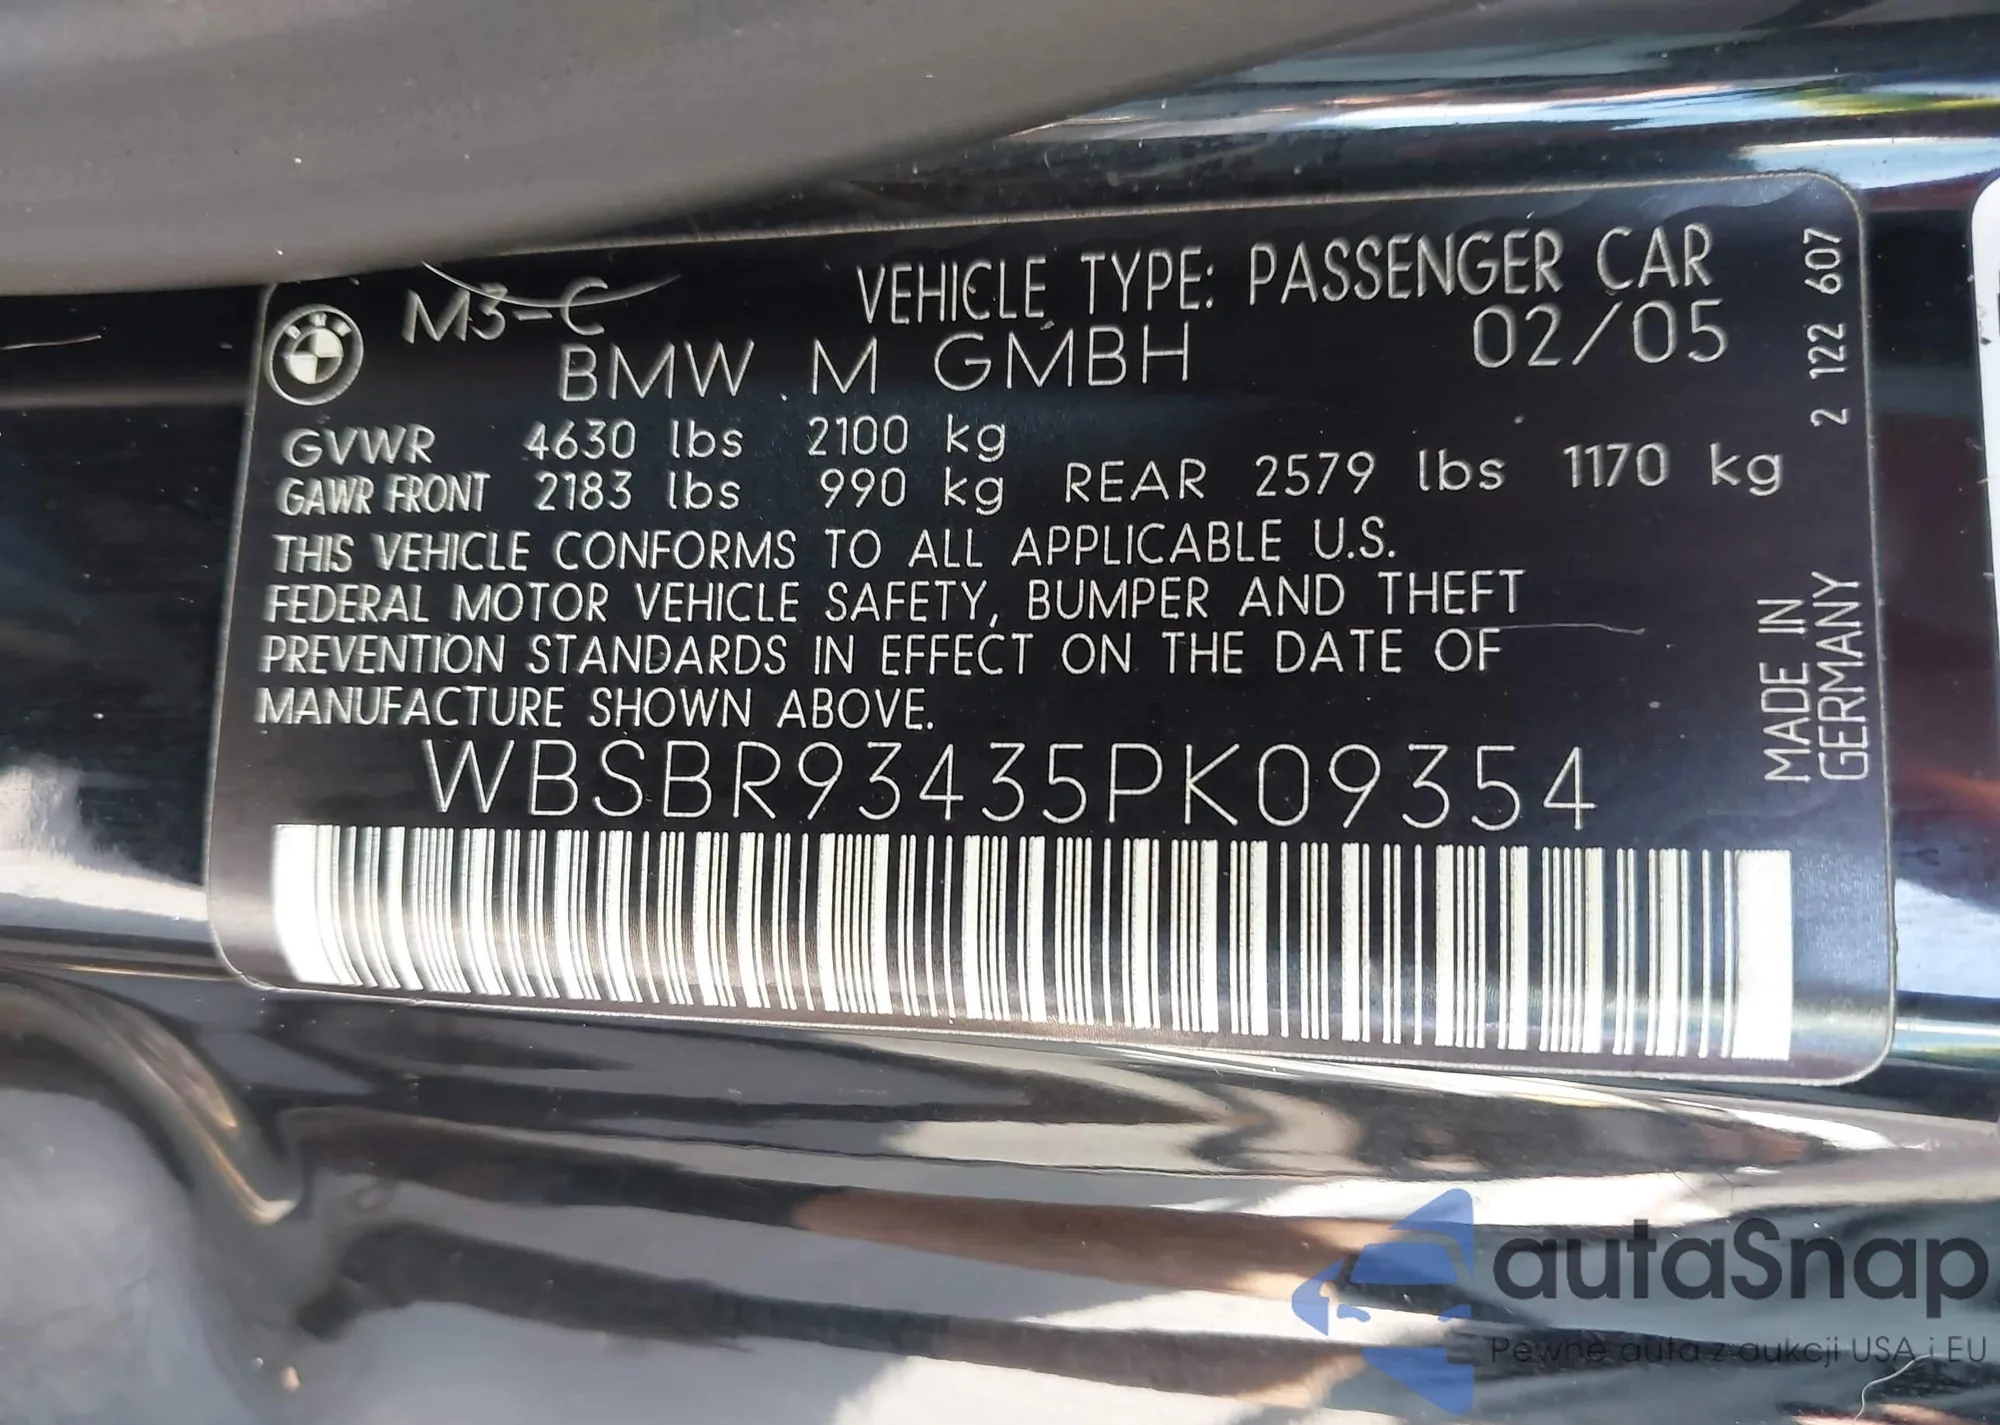 BMW
M3-C VEHICLE TYPE: PASSENGER CAR
BMW M GMBH 02/05
GVWR 4630 lbs 2100 kg
GAWR FRONT 2183 lbs 990 kg REAR 2579 lbs 1170 kg
THIS VEHICLE CONFORMS TO ALL APPLICABLE U.S.
FEDERAL MOTOR VEHICLE SAFETY, BUMPER AND THEFT
PREVENTION STANDARDS IN EFFECT ON THE DATE OF
MANUFACTURE SHOWN ABOVE.
WBSBR93435PK09354
2 122 607
MADE IN
GERMANY
autaSnap
Pewne auta z aukcji USA i EU